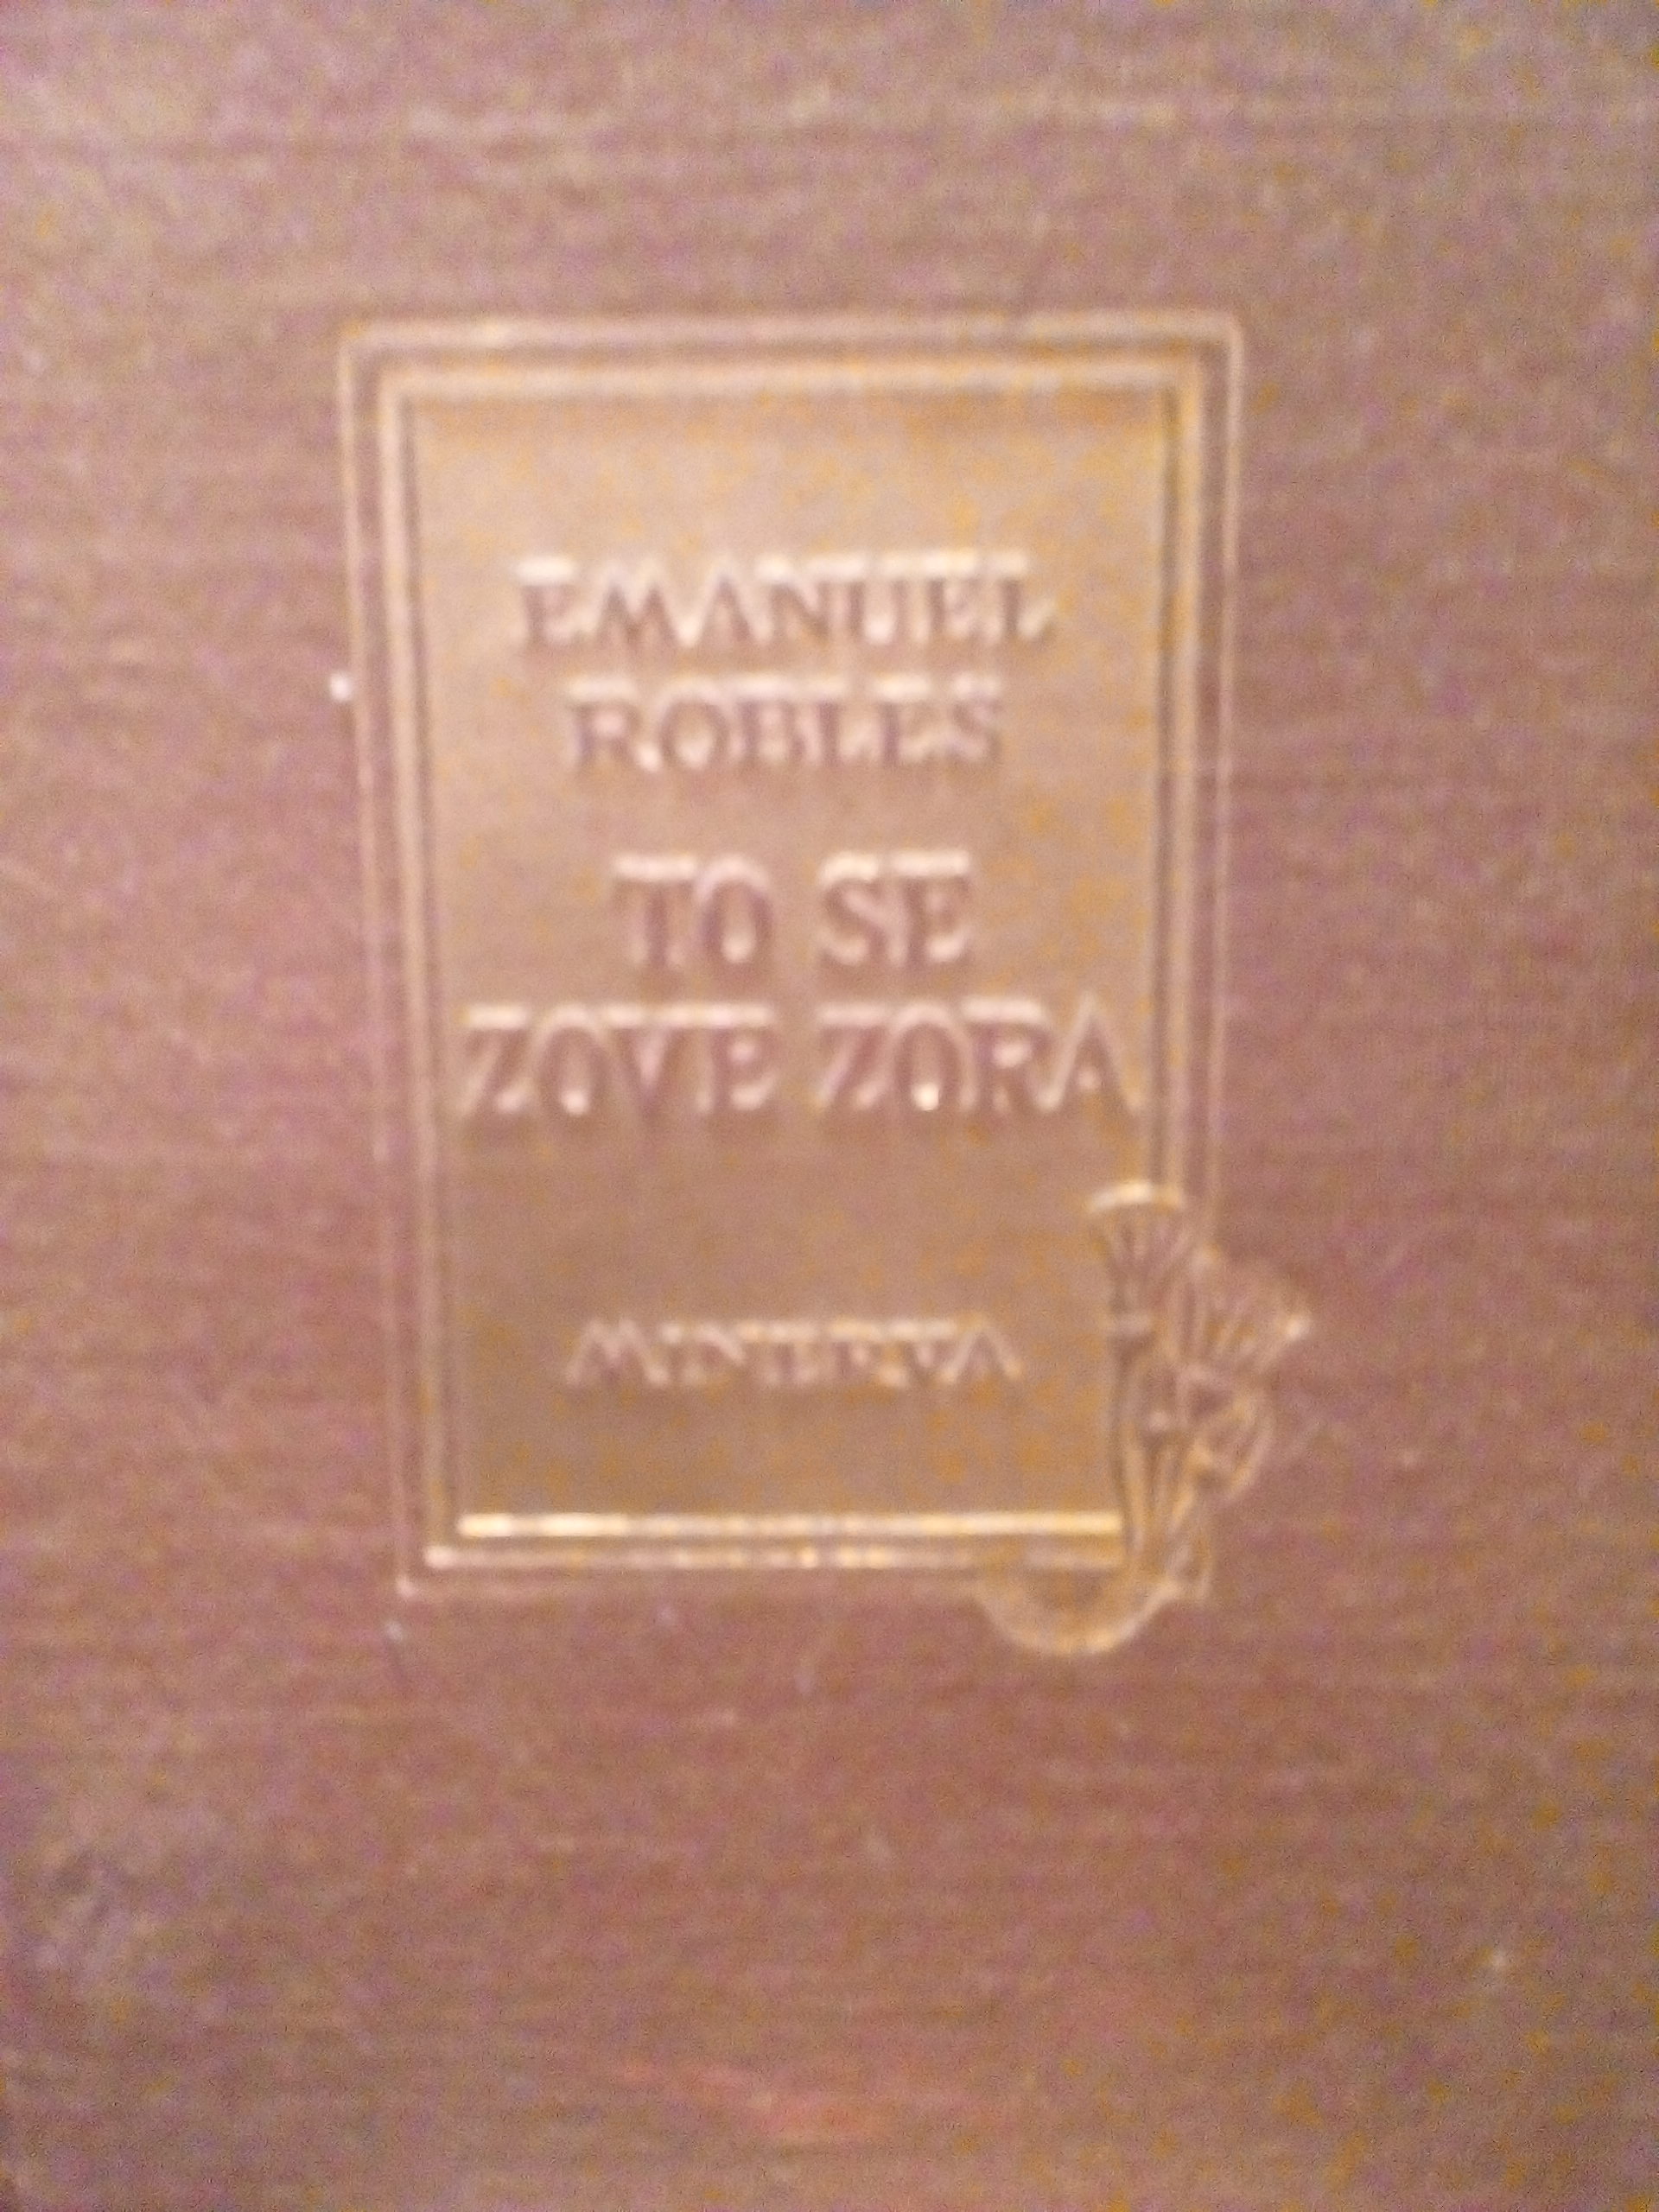 EMANUEL
ROBLES
TO SE
ZOVE ZORA
MINERVA